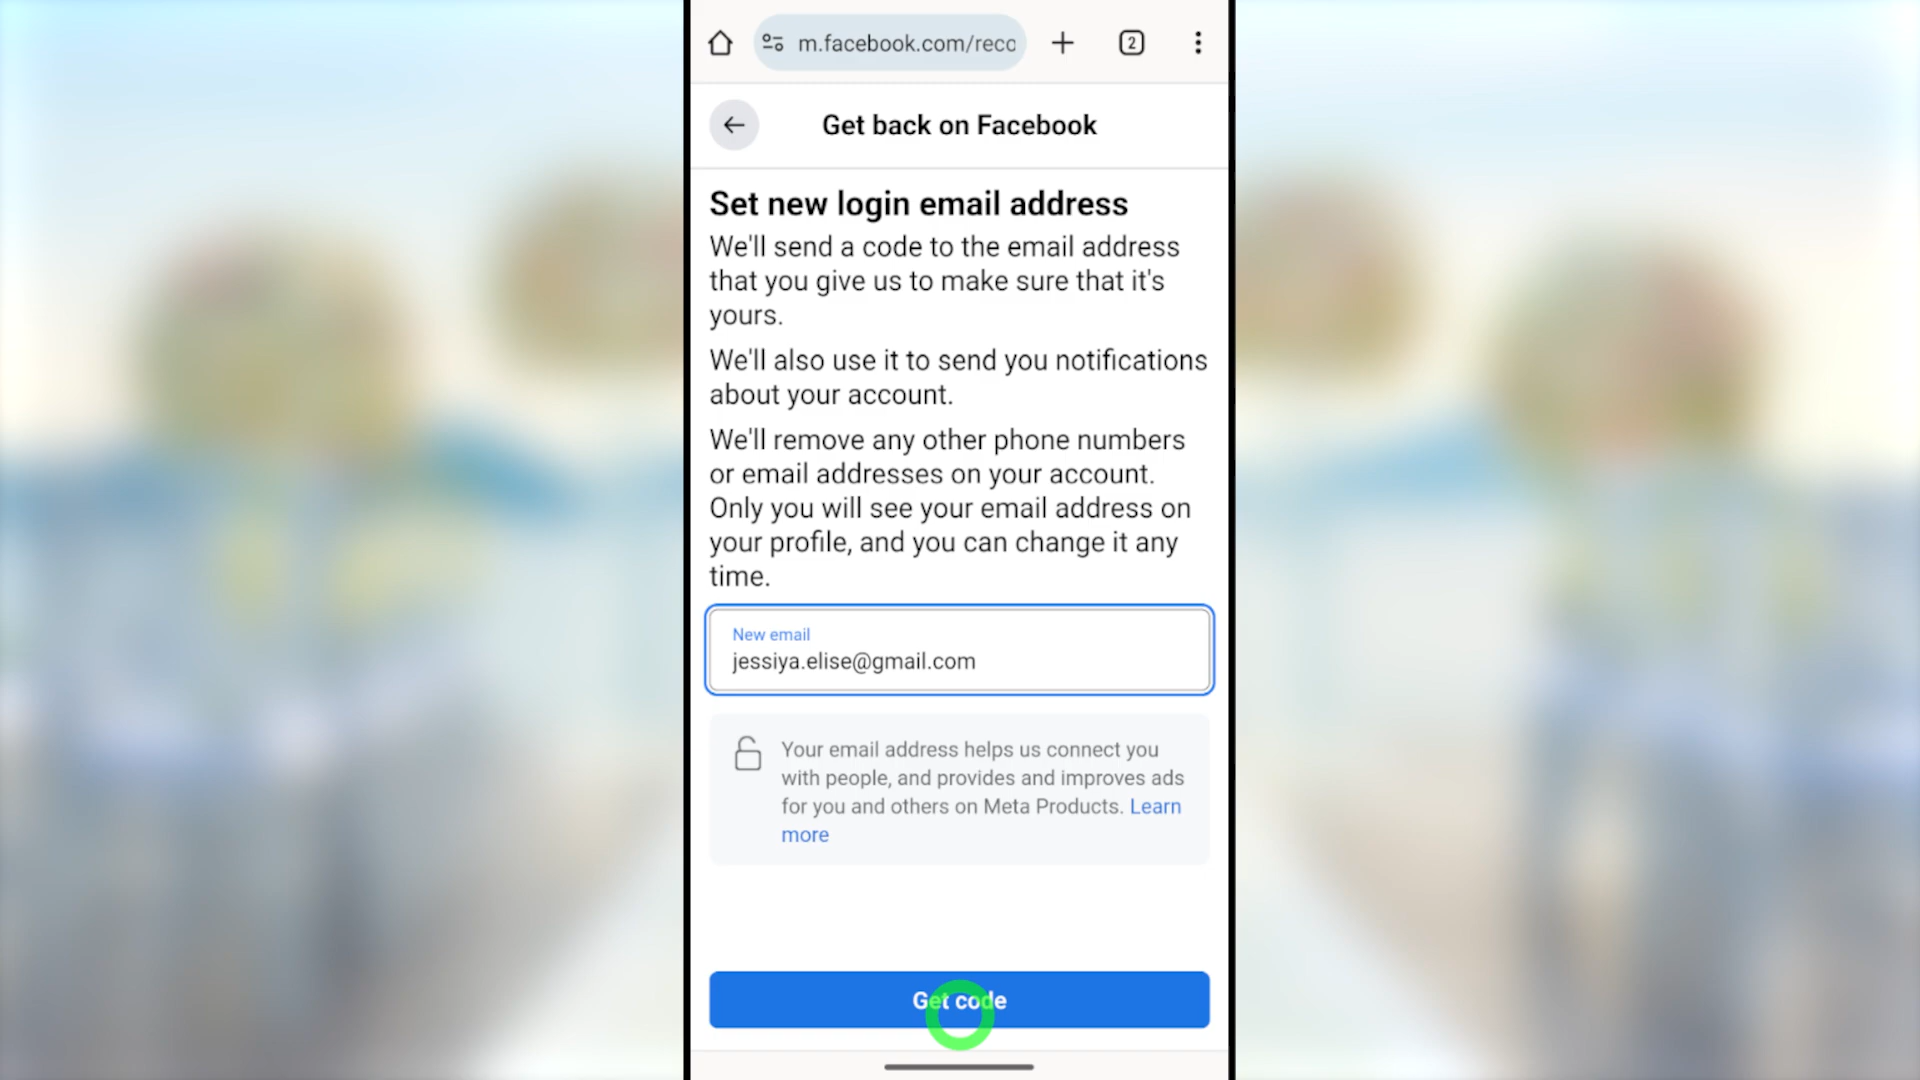 m.facebook.com/reco
2
Get back on Facebook
Set new login email address
We'll send a code to the email address
that you give us to make sure that it's
yours.
We'll also use it to send you notifications
about your account.
We'll remove any other phone numbers
or email addresses on your account.
Only you will see your email address on
your profile, and you can change it any
time.
New email
jessiya.elise@gmail.com
Your email address helps us connect you
with people, and provides and improves ads
for you and others on Meta Products. Learn
more
Get code